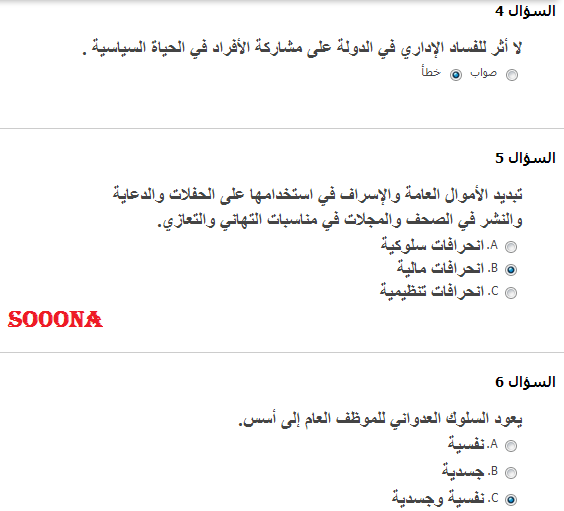 السؤال 4
لا أثر للفساد الإداري في الدولة على مشاركة الأفراد في الحياة السياسية .
صواب خطأ
السؤال 5
تبديد الأموال العامة والإسراف في استخدامها على الحفلات والدعاية
والنشر في الصحف والمجلات في مناسبات التهاني والتعازي.
A. انحرافات سلوكية
B. انحرافات مالية
C. انحرافات تنظيمية
SOOONA
السؤال 6
يعود السلوك العدواني للموظف العام إلى أسس.
A. نفسية
B. جسدية
C. نفسية وجسدية